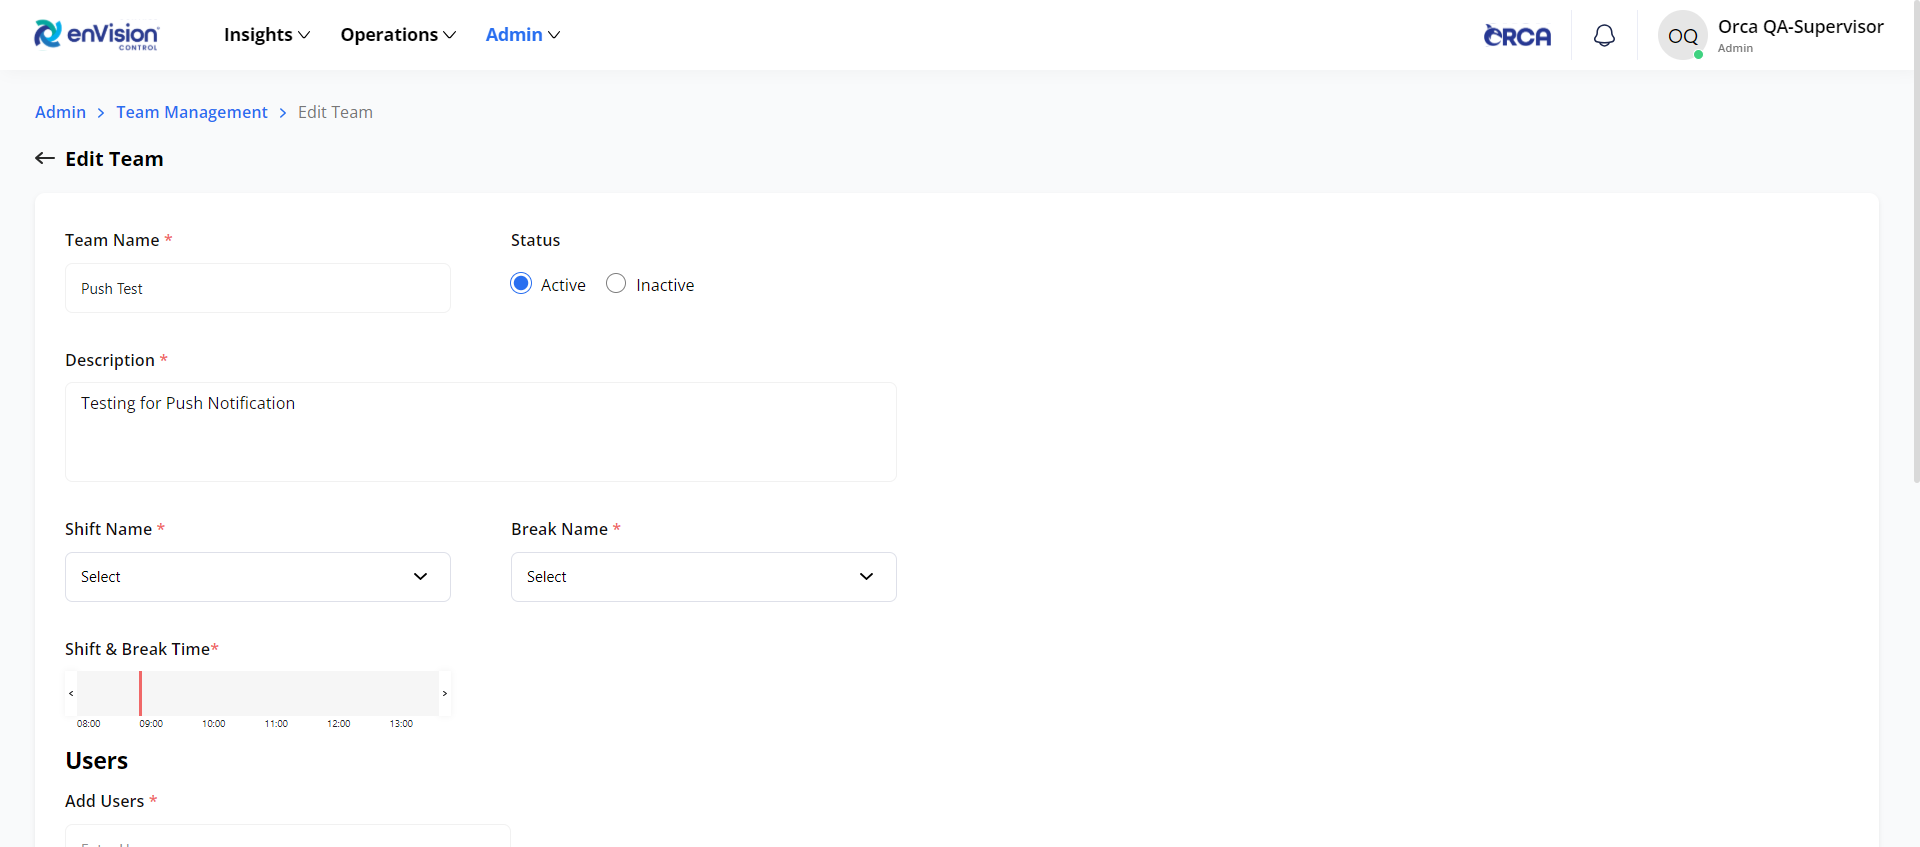 enVision
CONTROL
Insights
Operations
Admin
ORCA
OQ
Orca QA-Supervisor
Admin
Admin > Team Management > Edit Team
Edit Team
Team Name *
Status
Push Test
Active
Inactive
Description *
Testing for Push Notification
Shift Name *
Break Name *
Select
Select
Shift & Break Time*
< >
08:00 09:00 10:00 11:00 12:00 13:00
Users
Add Users *